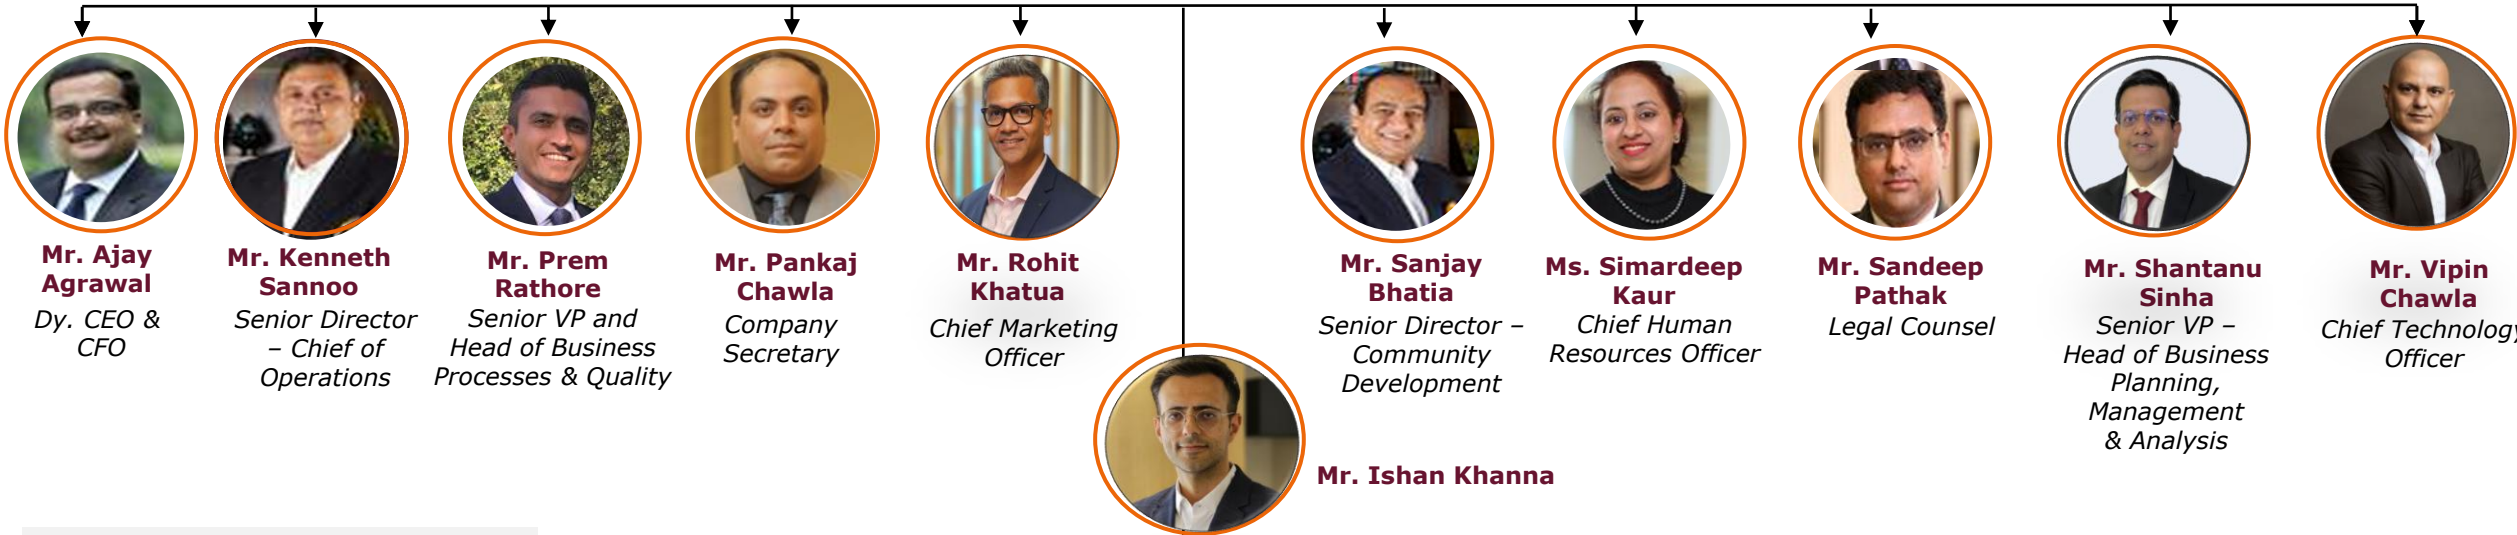 Mr. Ajay
Agrawal
Dy. CEO &
CFO
Mr. Kenneth
Sannoo
Senior Director
– Chief of
Operations
Mr. Prem
Rathore
Senior VP and
Head of Business
Processes & Quality
Mr. Pankaj
Chawla
Company
Secretary
Mr. Rohit
Khatua
Chief Marketing
Officer
Mr. Sanjay
Bhatia
Senior Director –
Community
Development
Ms. Simardeep
Kaur
Chief Human
Resources Officer
Mr. Sandeep
Pathak
Legal Counsel
Mr. Shantanu
Sinha
Senior VP –
Head of Business
Planning,
Management
& Analysis
Mr. Vipin
Chawla
Chief Technology
Officer
Mr. Ishan Khanna